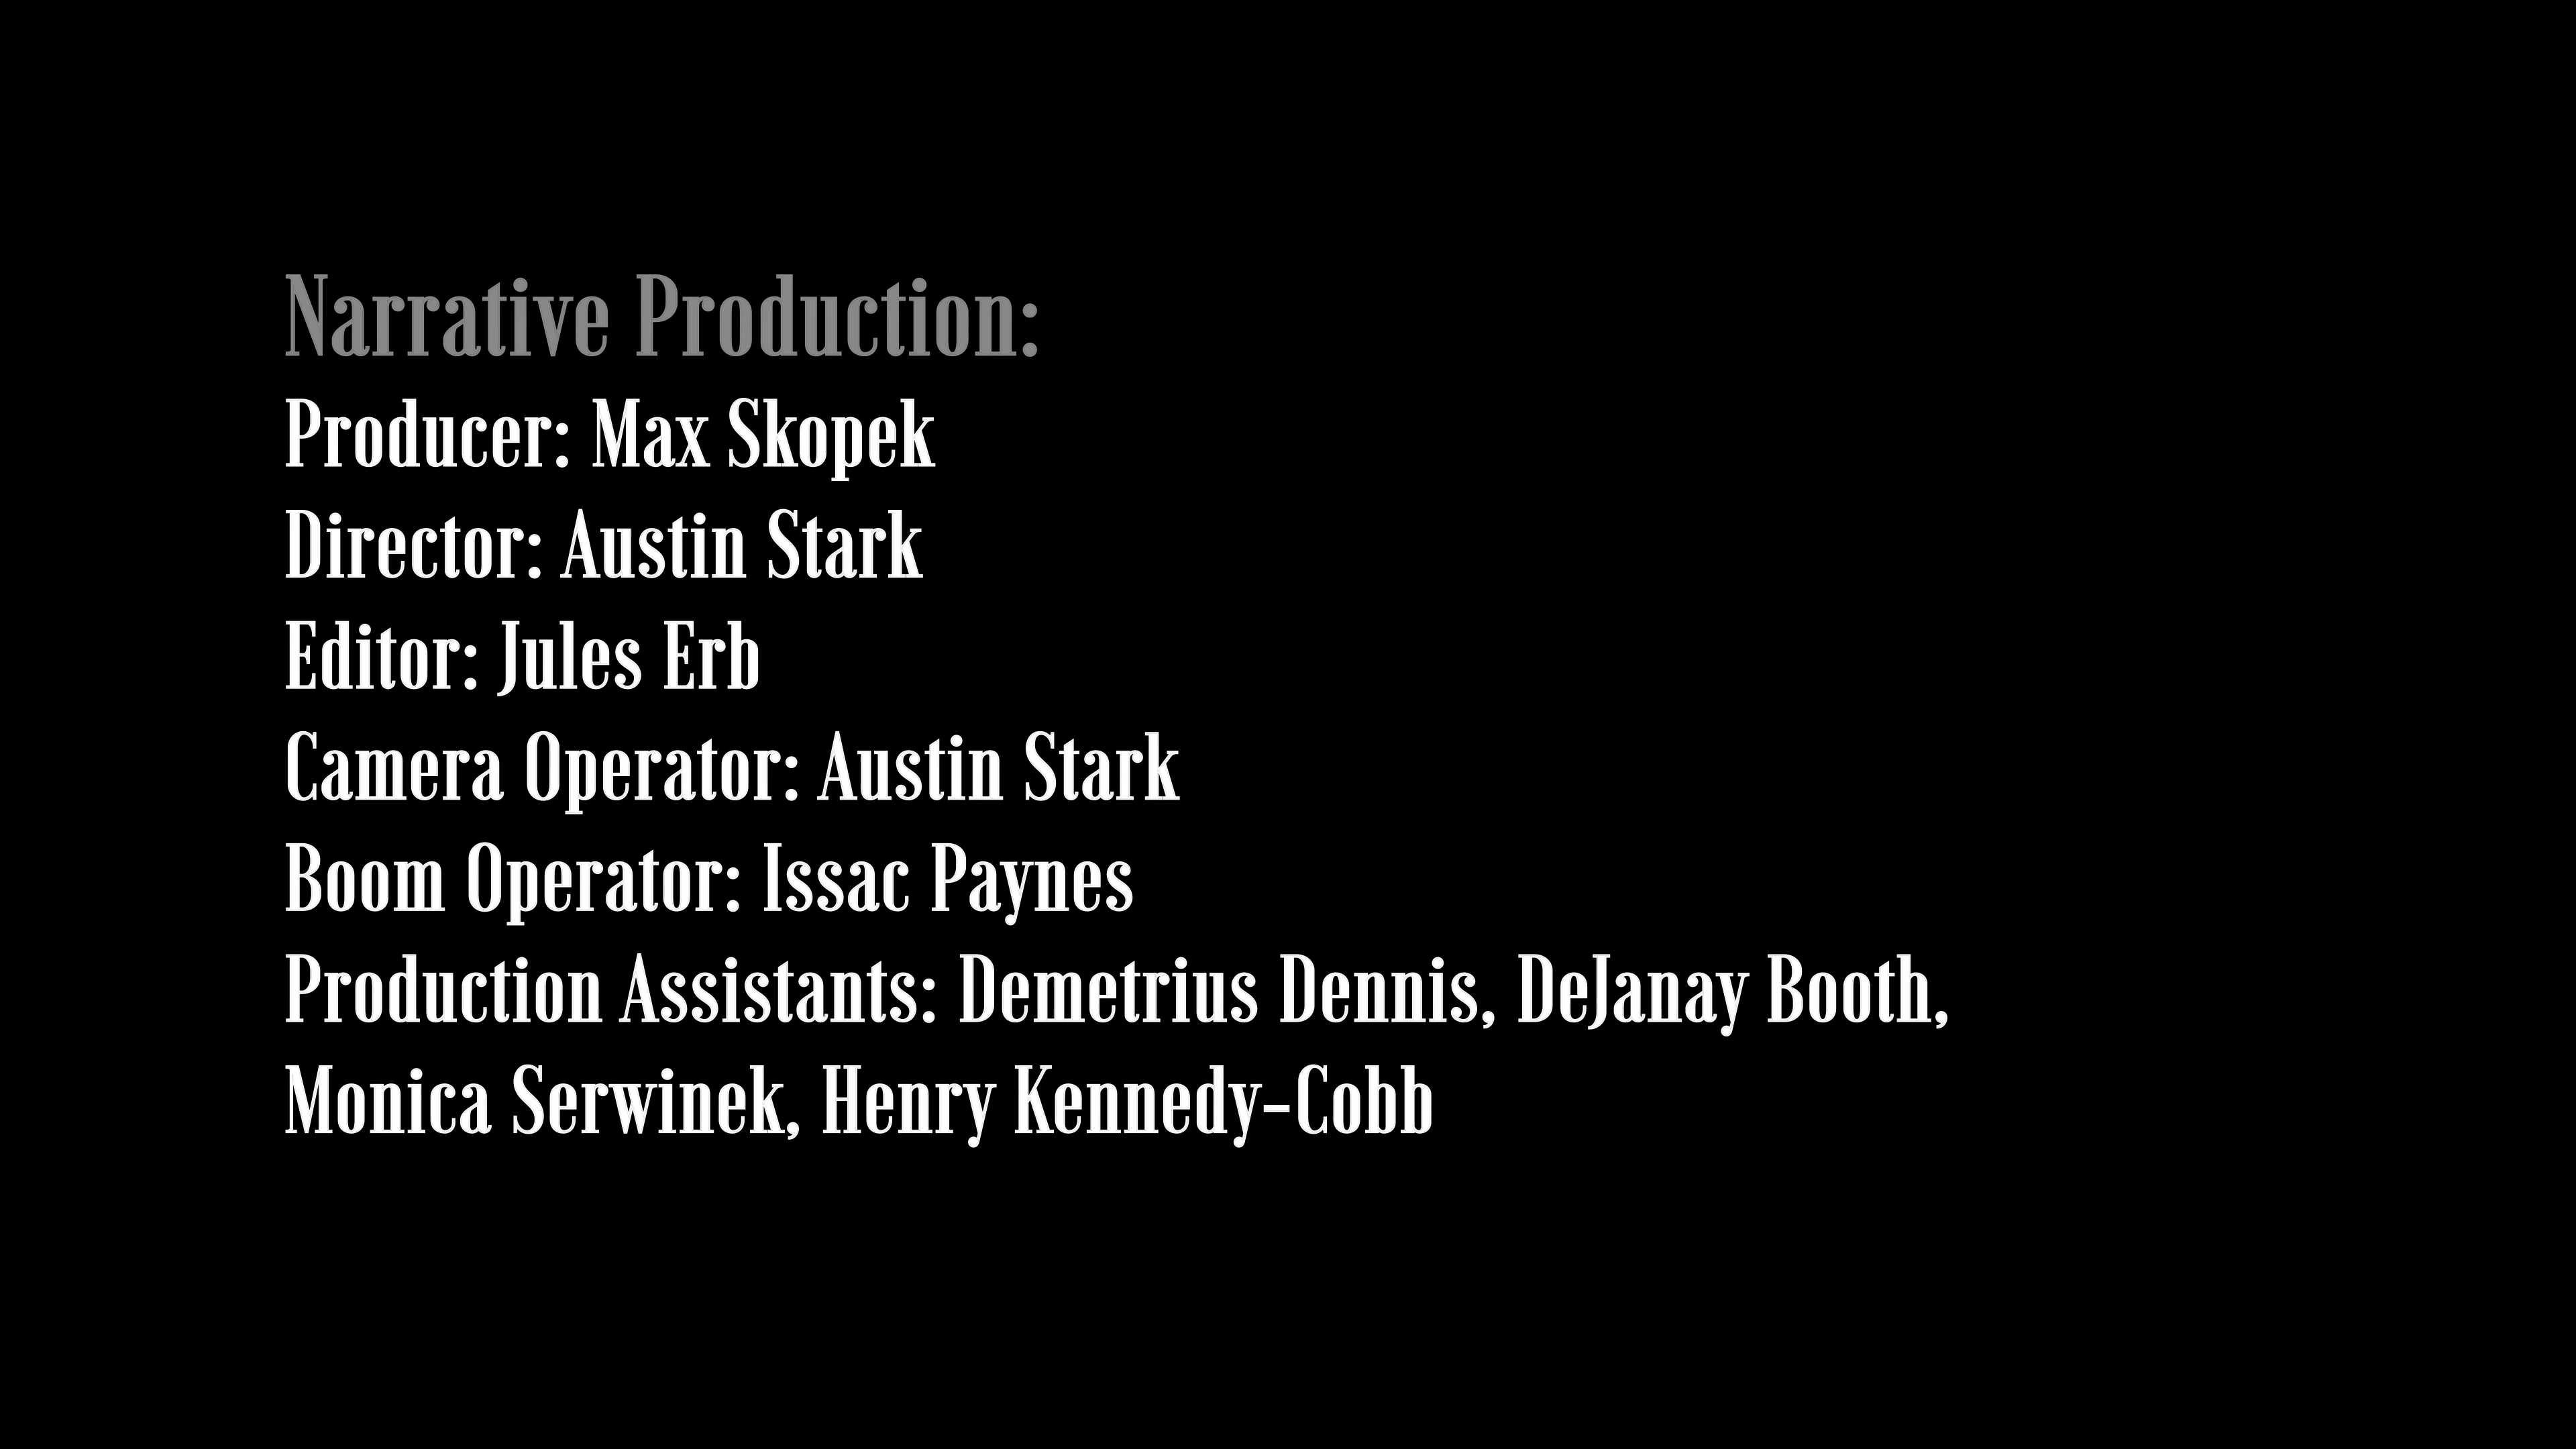 Narrative Production:
Producer: Max Skopek
Director: Austin Stark
Editor: Jules Erb
Camera Operator: Austin Stark
Boom Operator: Issac Paynes
Production Assistants: Demetrius Dennis, DeJanay Booth,
Monica Serwinek, Henry Kennedy-Cobb